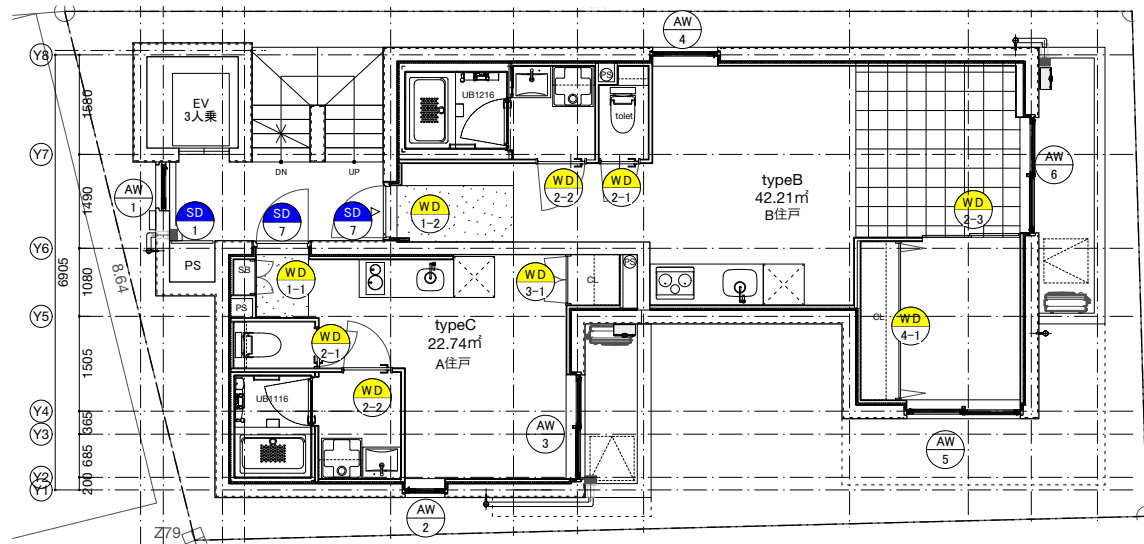 AW
4
Y8
EV
3人乗
1580
UB1216
PS
tolet
Y7
DN
UP
AW
1
1490
SD
1
SD
7
SD
7
WD
1-2
WD
2-2
WD
2-1
typeB
42.21㎡
B住戸
WD
2-3
AW
6
Y6
6905
8.64
1080
PS
SB
PS
WD
1-1
WD
3-1
CL
PS
Y5
typeC
22.74㎡
A住戸
CL
WD
4-1
1505
WD
2-1
UB1116
WD
2-2
Y4
365
Y3
685
AW
3
AW
5
Y2
200
Y1
AW
2
Z79